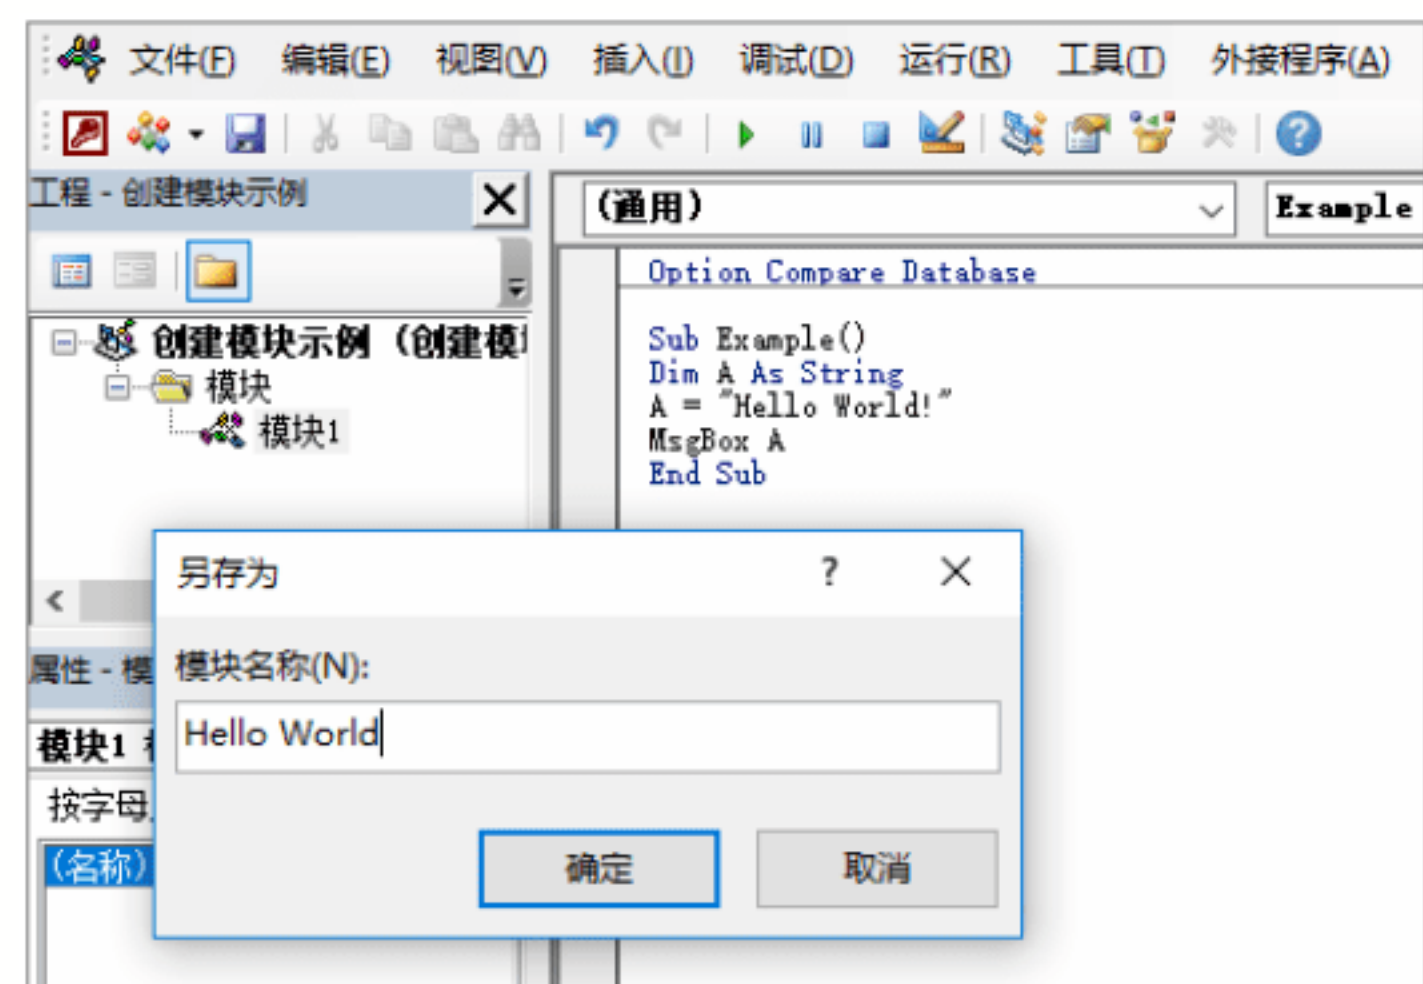 文件(F) 编辑(E) 视图(V) 插入(I) 调试(D) 运行(R) 工具(T) 外接程序(A)
工程 - 创建模块示例
(通用) Example
创建模块示例 (创建模
模块
模块1
Option Compare Database
Sub Example()
Dim A As String
A = "Hello World!"
MsgBox A
End Sub
另存为
模块名称(N):
Hello World
确定 取消
属性 - 模
模块1
按字母
(名称)